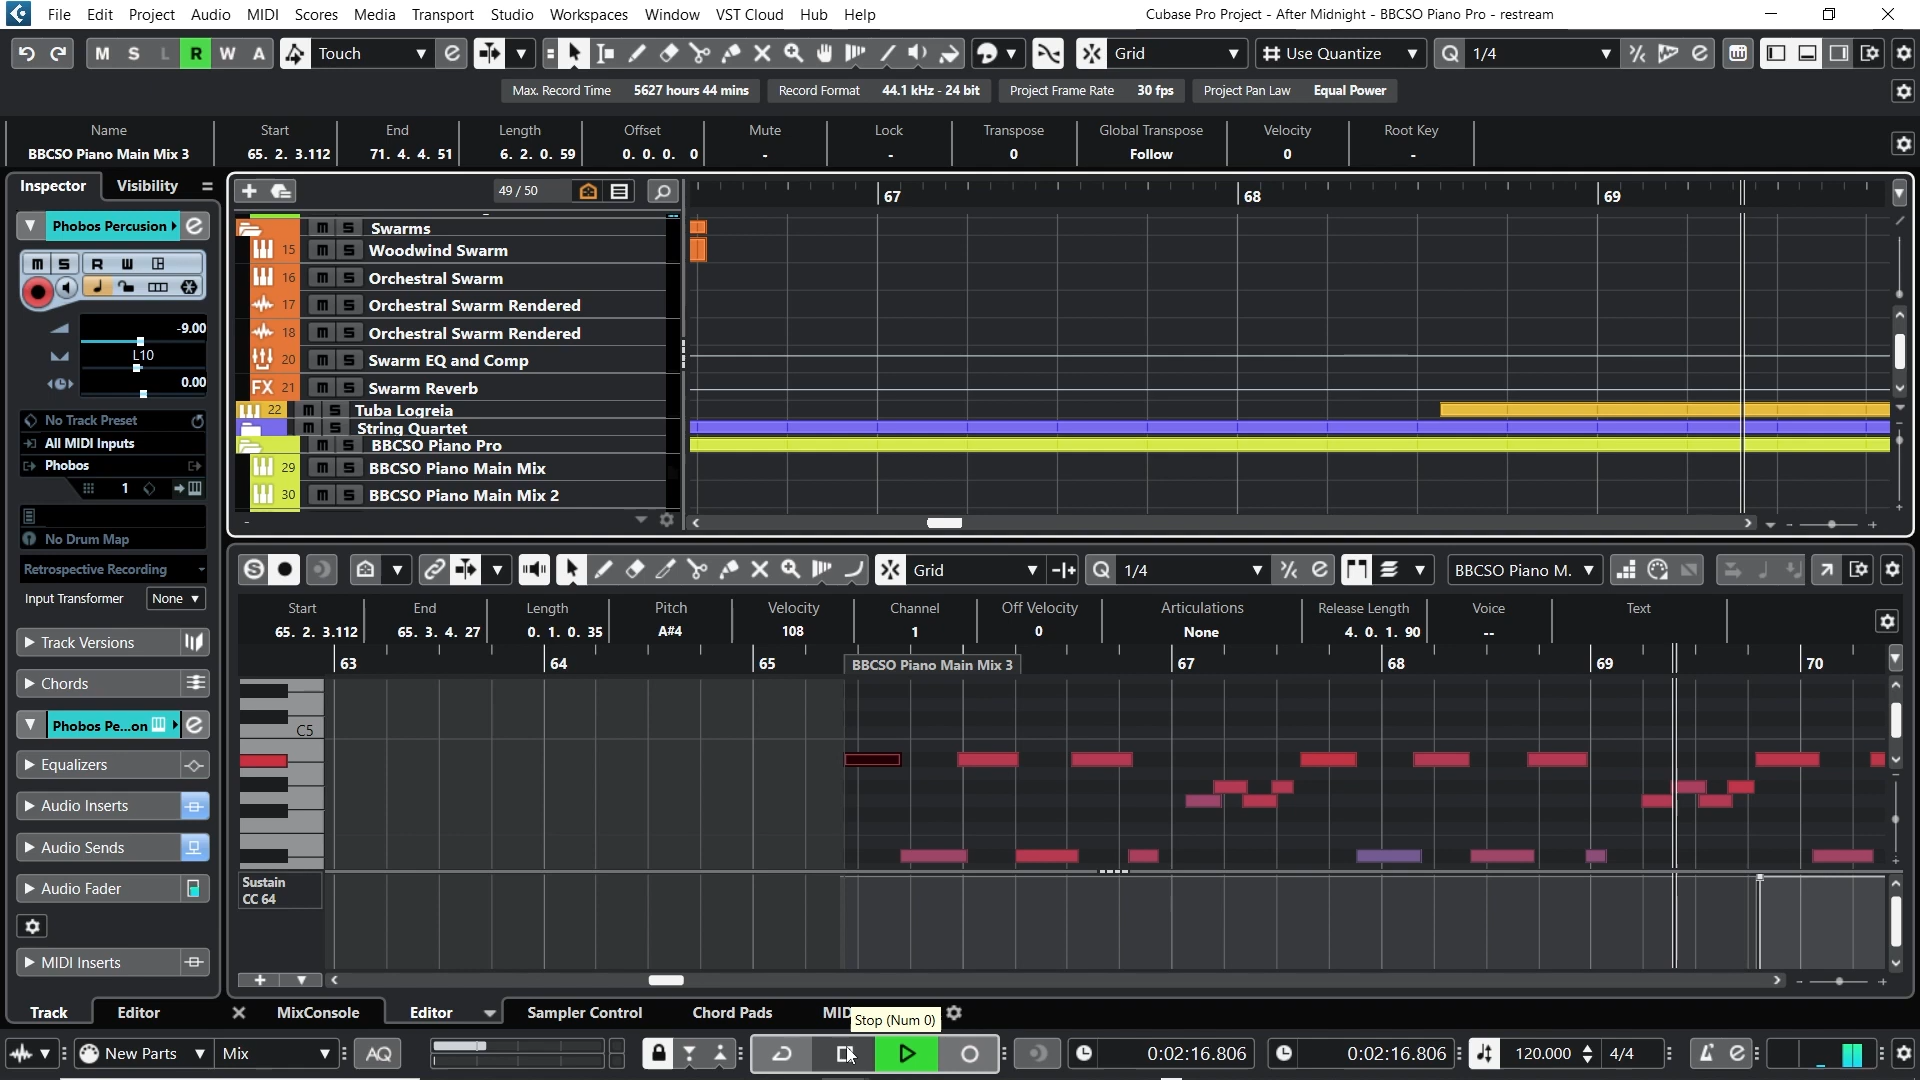 File Edit Project Audio MIDI Scores Media Transport Studio Workspaces Window VST Cloud Hub Help
Cubase Pro Project - After Midnight - BBCSO Piano Pro - restream
M S L R W A Touch Grid Use Quantize 1/4
Max. Record Time 5627 hours 44 mins Record Format 44.1 kHz - 24 bit Project Frame Rate 30 fps Project Pan Law Equal Power
Name Start End Length Offset Mute Lock Transpose Global Transpose Velocity Root Key
BBCSO Piano Main Mix 3 65. 2. 3.112 71. 4. 4. 51 6. 2. 0. 59 0. 0. 0. 0 - - 0 Follow 0 -
Inspector Visibility
49 / 50
67 68 69
Phobos Percussion
m S R W
-9.00
L10
0.00
No Track Preset
All MIDI Inputs
Phobos
1
No Drum Map
Retrospective Recording
Input Transformer None
Track Versions
Chords
Phobos Pe...on
Equalizers
Audio Inserts
Audio Sends
Audio Fader
MIDI Inserts
m S Swarms
15 m S Woodwind Swarm
16 m S Orchestral Swarm
17 m S Orchestral Swarm Rendered
18 m S Orchestral Swarm Rendered
20 m S Swarm EQ and Comp
FX 21 m S Swarm Reverb
22 m S Tuba Logreia
m S String Quartet
m S BBCSO Piano Pro
29 m S BBCSO Piano Main Mix
30 m S BBCSO Piano Main Mix 2
Grid 1/4 BBCSO Piano M.
Start End Length Pitch Velocity Channel Off Velocity Articulations Release Length Voice Text
65. 2. 3.112 65. 3. 4. 27 0. 1. 0. 35 A#4 108 1 0 None 4. 0. 1. 90 --
63 64 65 BBCSO Piano Main Mix 3 67 68 69 70
C5
Sustain
CC 64
Track Editor MixConsole Editor Sampler Control Chord Pads MID
Stop (Num 0)
New Parts Mix AQ 0:02:16.806 0:02:16.806 120.000 4/4